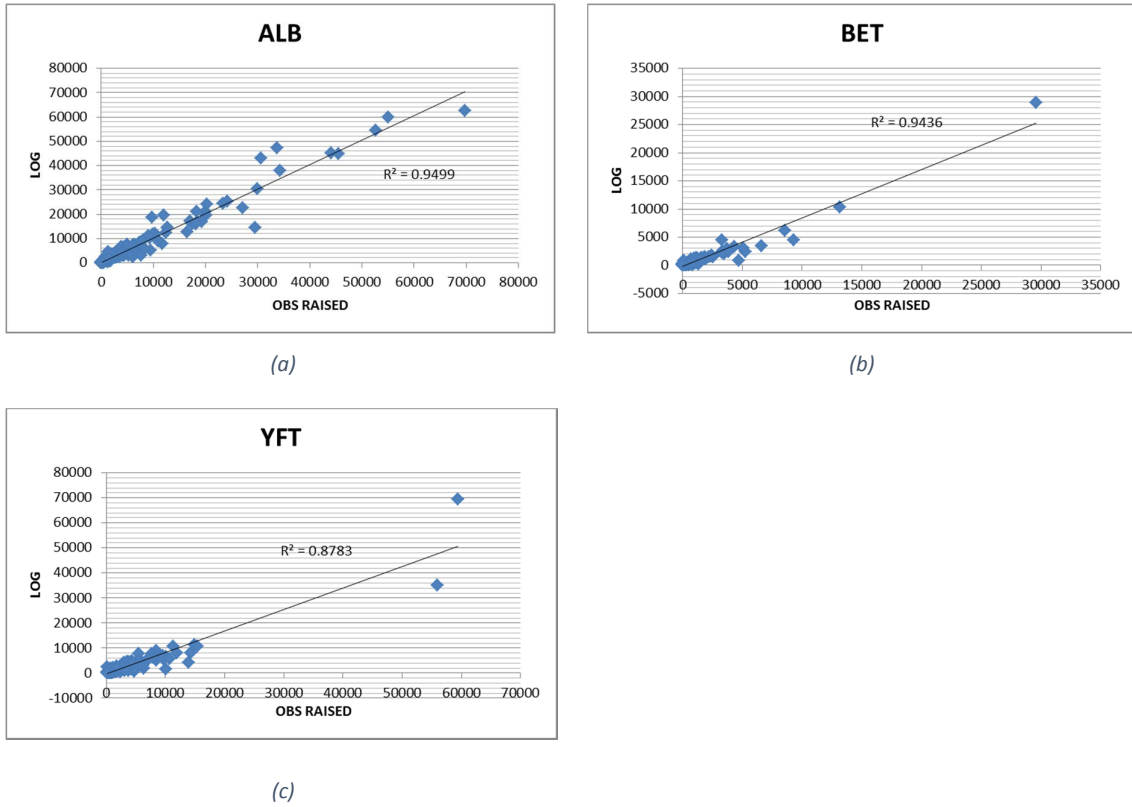 ALB
80000
70000
60000
50000
40000
30000
20000
10000
0
LOG
R² = 0.9499
0 10000 20000 30000 40000 50000 60000 70000 80000
OBS RAISED
(a)
BET
35000
30000
25000
20000
15000
10000
5000
0
-5000
LOG
R² = 0.9436
0 5000 10000 15000 20000 25000 30000 35000
OBS RAISED
(b)
YFT
80000
70000
60000
50000
40000
30000
20000
10000
0
-10000
LOG
R² = 0.8783
0 10000 20000 30000 40000 50000 60000 70000
OBS RAISED
(c)